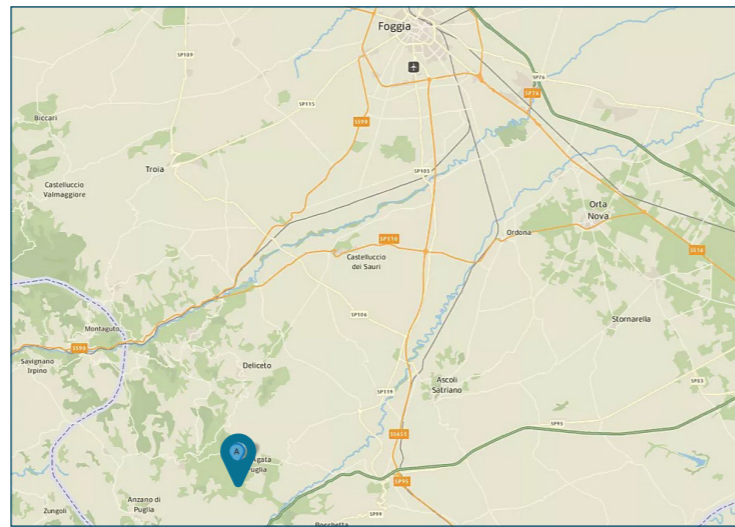 Foggia
SP109
SP76
SP74
SP115
Biccari
SS90
Troia
SP105
Castelluccio
Valmaggiore
Orta
Nova
Ordona
SP110
SS16
Castelluccio
dei Sauri
SP106
Stornarella
Montaguto
SS90
Savignano
Irpino
Deliceto
Ascoli
Satriano
SP83
SP119
SP95
SS655
A
Agata
Puglia
SP95
Anzano di
Puglia
Zungoli
SP99